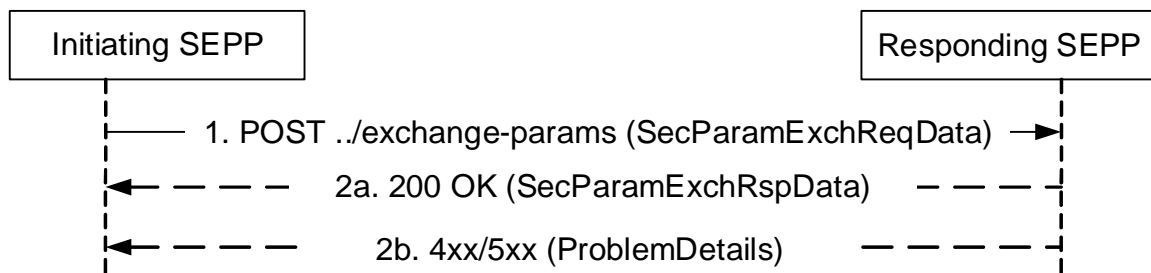 Initiating SEPP
Responding SEPP
1. POST ../exchange-params (SecParamExchReqData)
2a. 200 OK (SecParamExchRspData)
2b. 4xx/5xx (ProblemDetails)